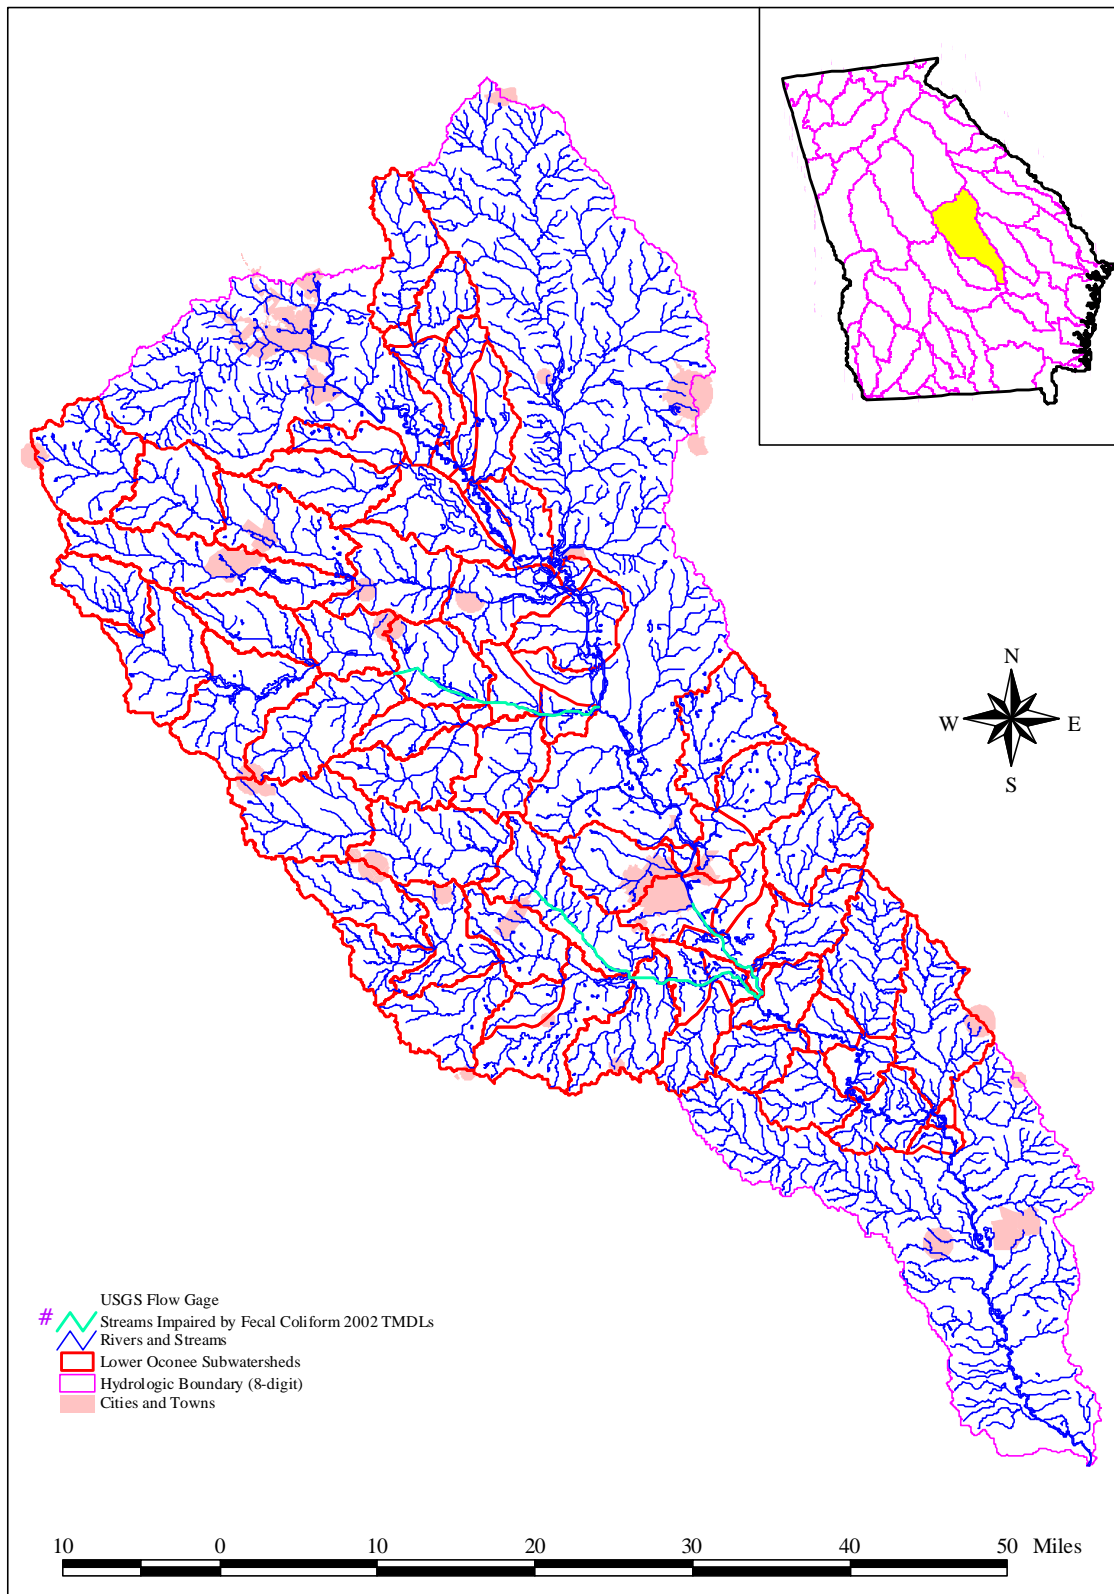 N
W E
S
USGS Flow Gage
# Streams Impaired by Fecal Coliform 2002 TMDLs
Rivers and Streams
Lower Oconee Subwatersheds
Hydrologic Boundary (8-digit)
Cities and Towns
10 0 10 20 30 40 50 Miles